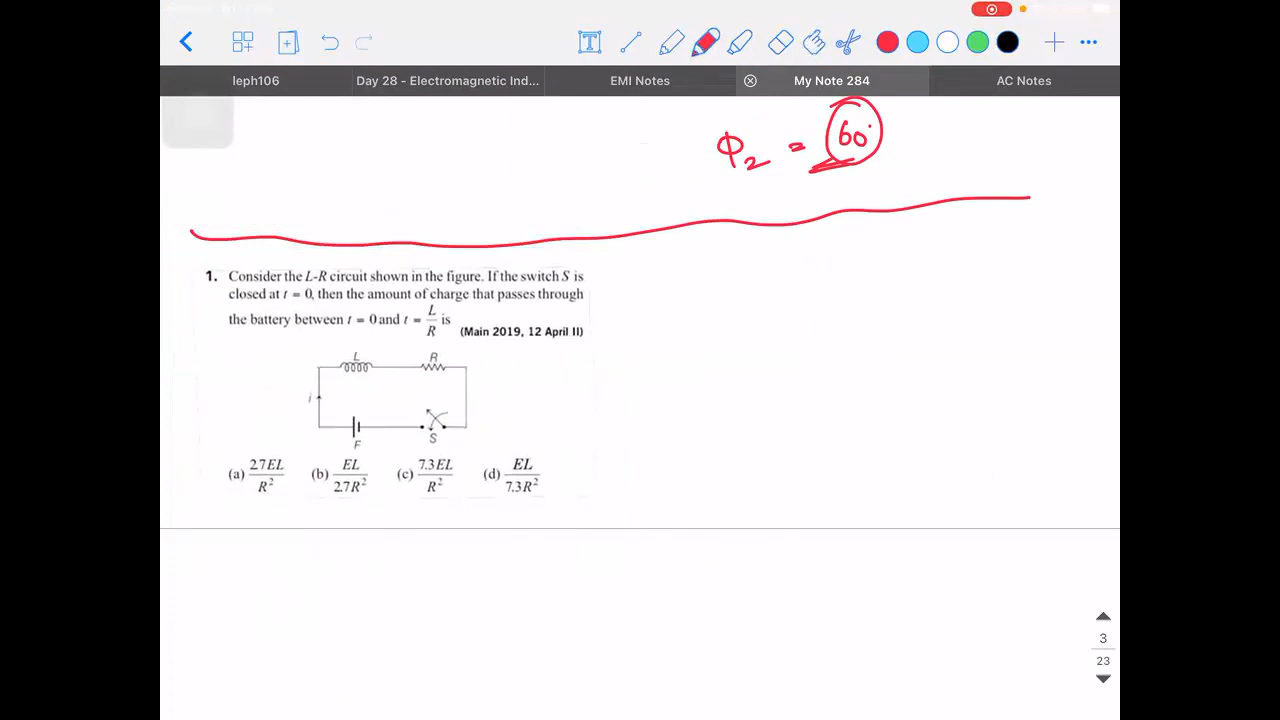 leph106
Day 28 - Electromagnetic Ind...
EMI Notes
My Note 284
AC Notes
Φ₂ = 60°
1. Consider the L-R circuit shown in the figure. If the switch S is
closed at t = 0, then the amount of charge that passes through
the battery between t = 0 and t = L/R is
(Main 2019, 12 April II)
L R
i
E S
(a) 2.7EL/R² (b) EL/2.7R² (c) 7.3EL/R² (d) EL/7.3R²
3
23